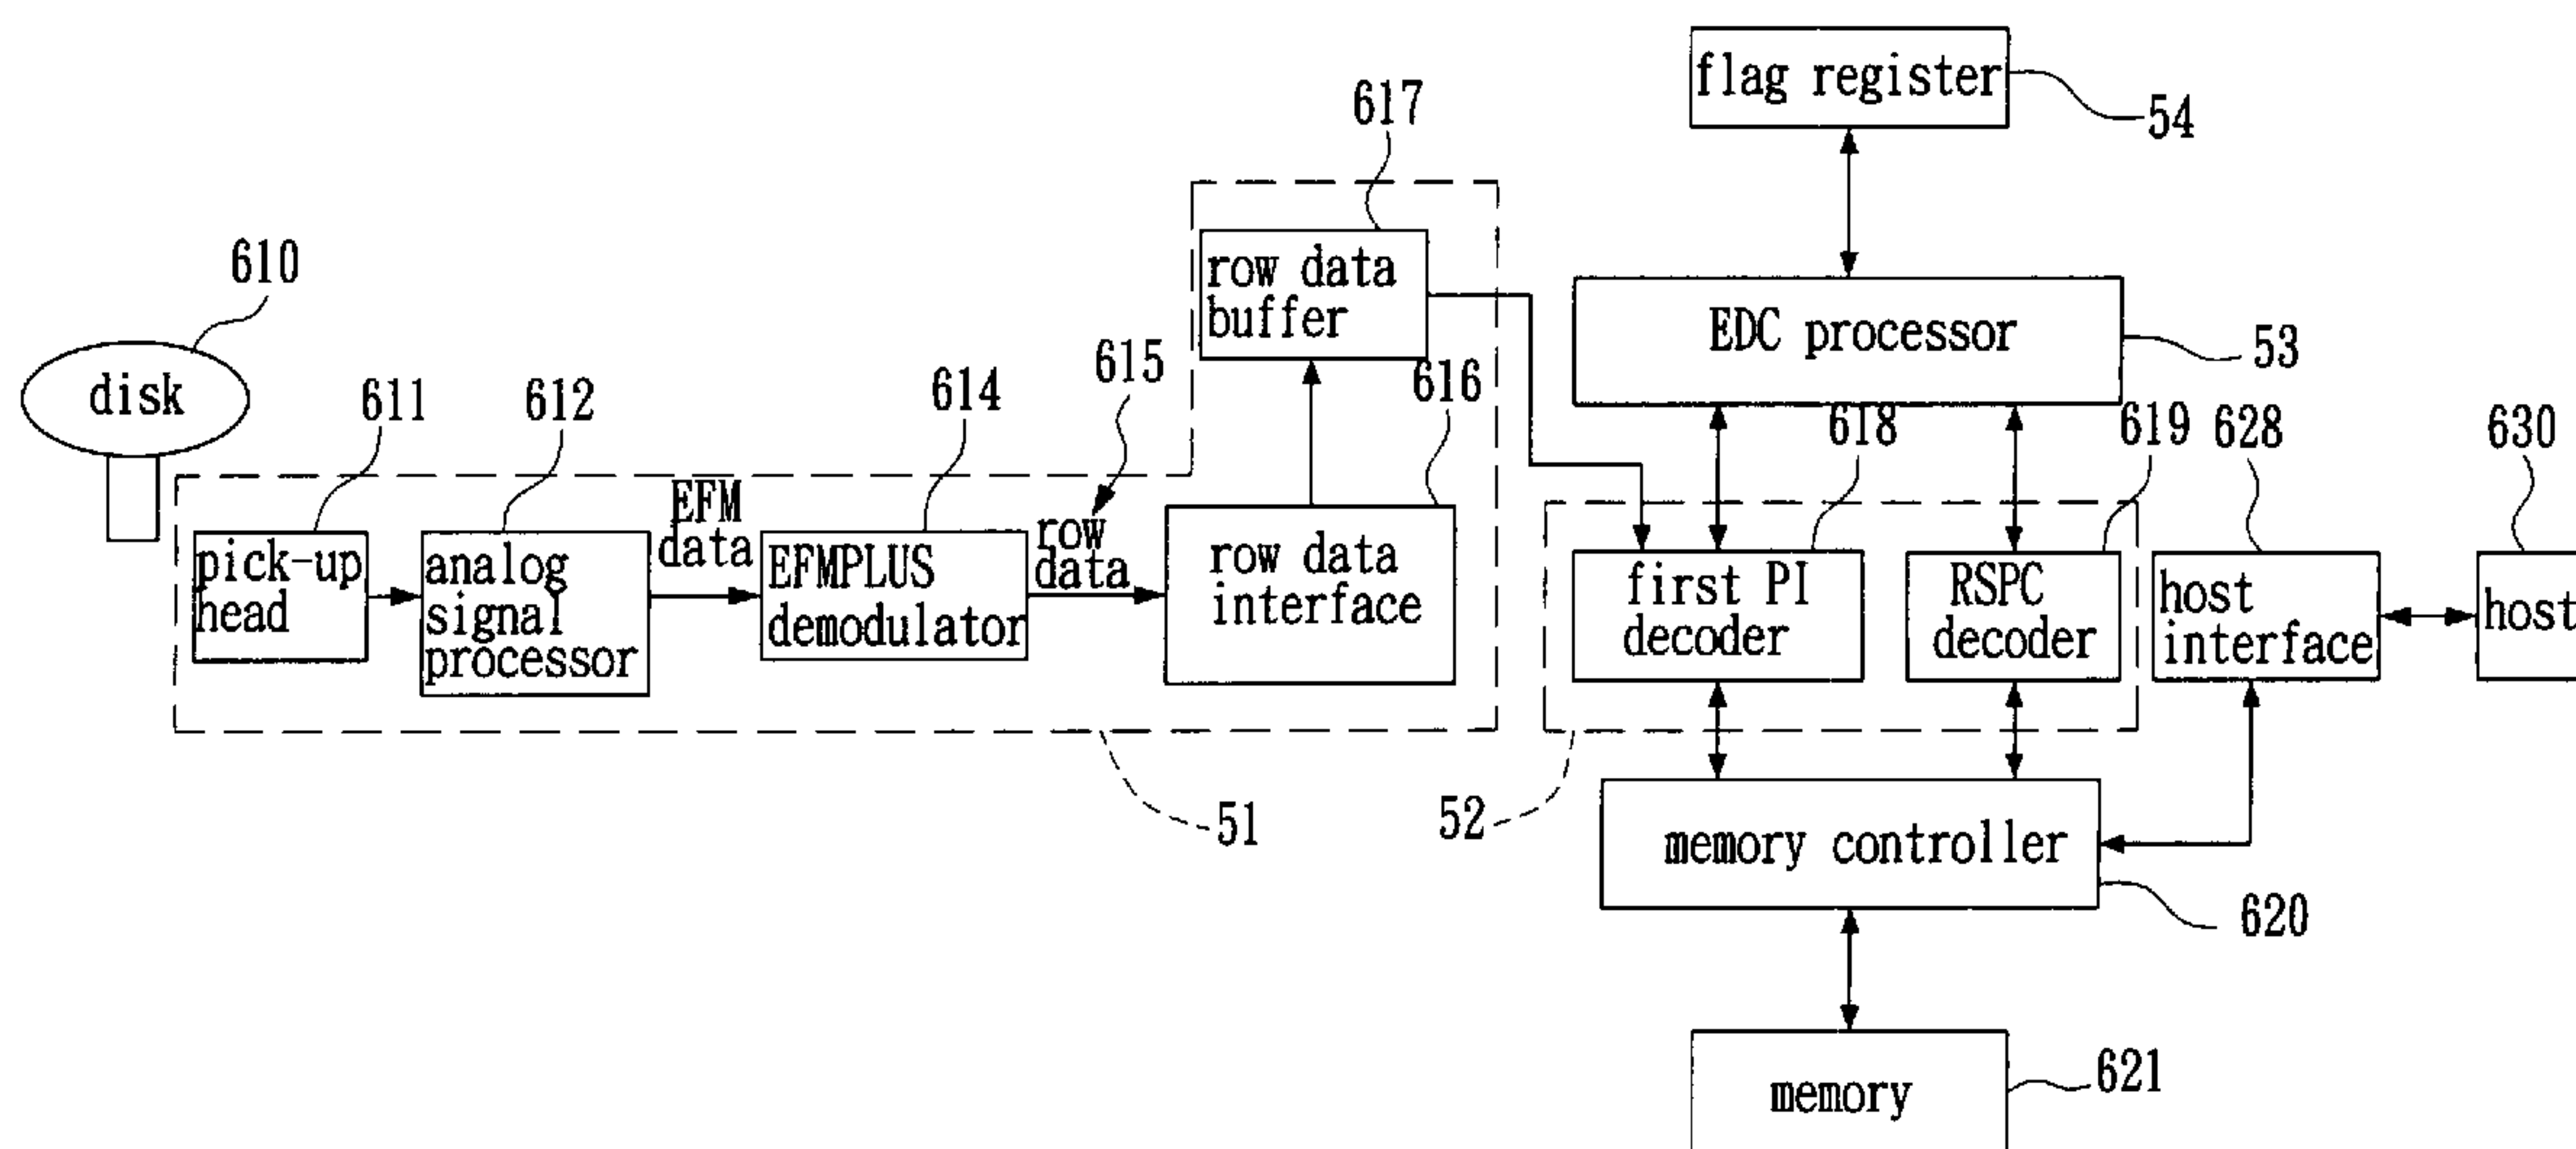 flag register
54
617
610
row data
buffer
EDC processor
53
disk
611
612
614
615
616
618
619
628
630
EFM
data
row
data
pick-up
head
analog
signal
processor
EFMPLUS
demodulator
row data
interface
first PI
decoder
RSPC
decoder
host
interface
host
51
52
memory controller
620
memory
621